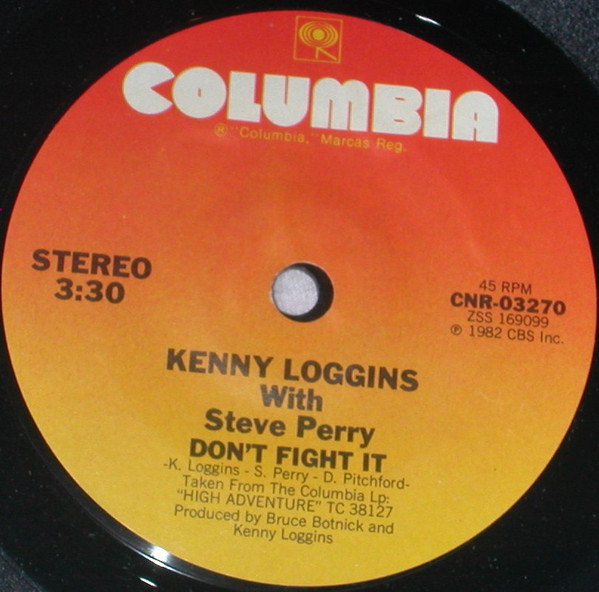 COLUMBIA
® "Columbia," Marcas Reg.
STEREO
3:30
45 RPM
CNR-03270
ZSS 169099
℗ 1982 CBS Inc.
KENNY LOGGINS
With
Steve Perry
DON'T FIGHT IT
-K. Loggins - S. Perry - D. Pitchford-
Taken From The Columbia Lp:
"HIGH ADVENTURE" TC 38127
Produced by Bruce Botnick and
Kenny Loggins